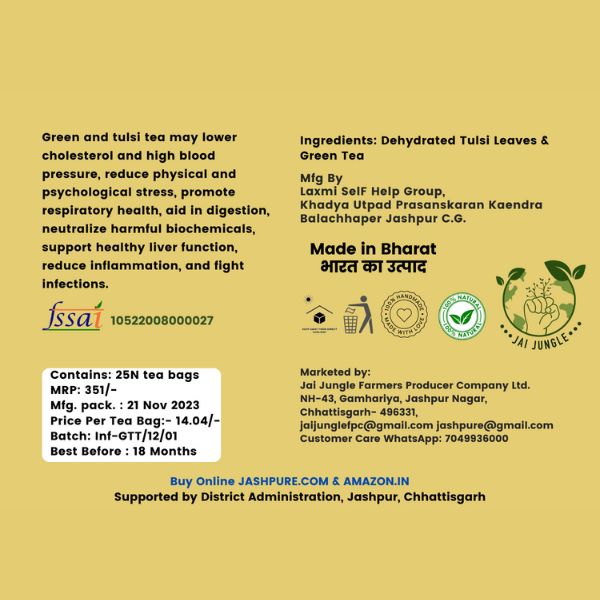 Green and tulsi tea may lower
cholesterol and high blood
pressure, reduce physical and
psychological stress, promote
respiratory health, aid in digestion,
neutralize harmful biochemicals,
support healthy liver function,
reduce inflammation, and fight
infections.
fssai 10522008000027
Contains: 25N tea bags
MRP: 351/-
Mfg. pack. : 21 Nov 2023
Price Per Tea Bag:- 14.04/-
Batch: Inf-GTT/12/01
Best Before : 18 Months
Ingredients: Dehydrated Tulsi Leaves &
Green Tea
Mfg By
Laxmi SelF Help Group,
Khadya Utpad Prasanskaran Kaendra
Balachhaper Jashpur C.G.
Made in Bharat
भारत का उत्पाद
100% HANDMADE
MADE WITH LOVE
100% NATURAL
100% NATURAL
JAI JUNGLE
Marketed by:
Jai Jungle Farmers Producer Company Ltd.
NH-43, Gamhariya, Jashpur Nagar,
Chhattisgarh- 496331,
jaijunglefpc@gmail.com jashpure@gmail.com
Customer Care WhatsApp: 7049936000
Buy Online JASHPURE.COM & AMAZON.IN
Supported by District Administration, Jashpur, Chhattisgarh